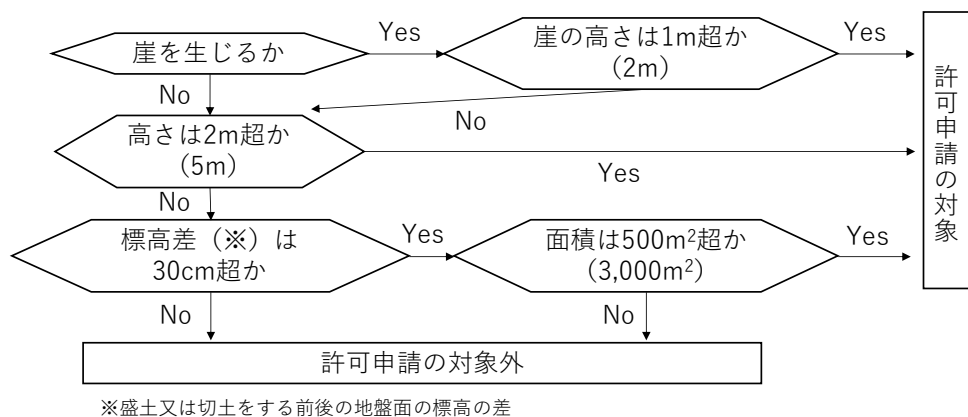 崖を生じるか
Yes
崖の高さは1m超か
(2m)
Yes
No
No
高さは2m超か
(5m)
Yes
No
標高差（※）は
30cm超か
Yes
面積は500m²超か
(3,000m²)
Yes
No
No
許可申請の対象
許可申請の対象外
※盛土又は切土をする前後の地盤面の標高の差